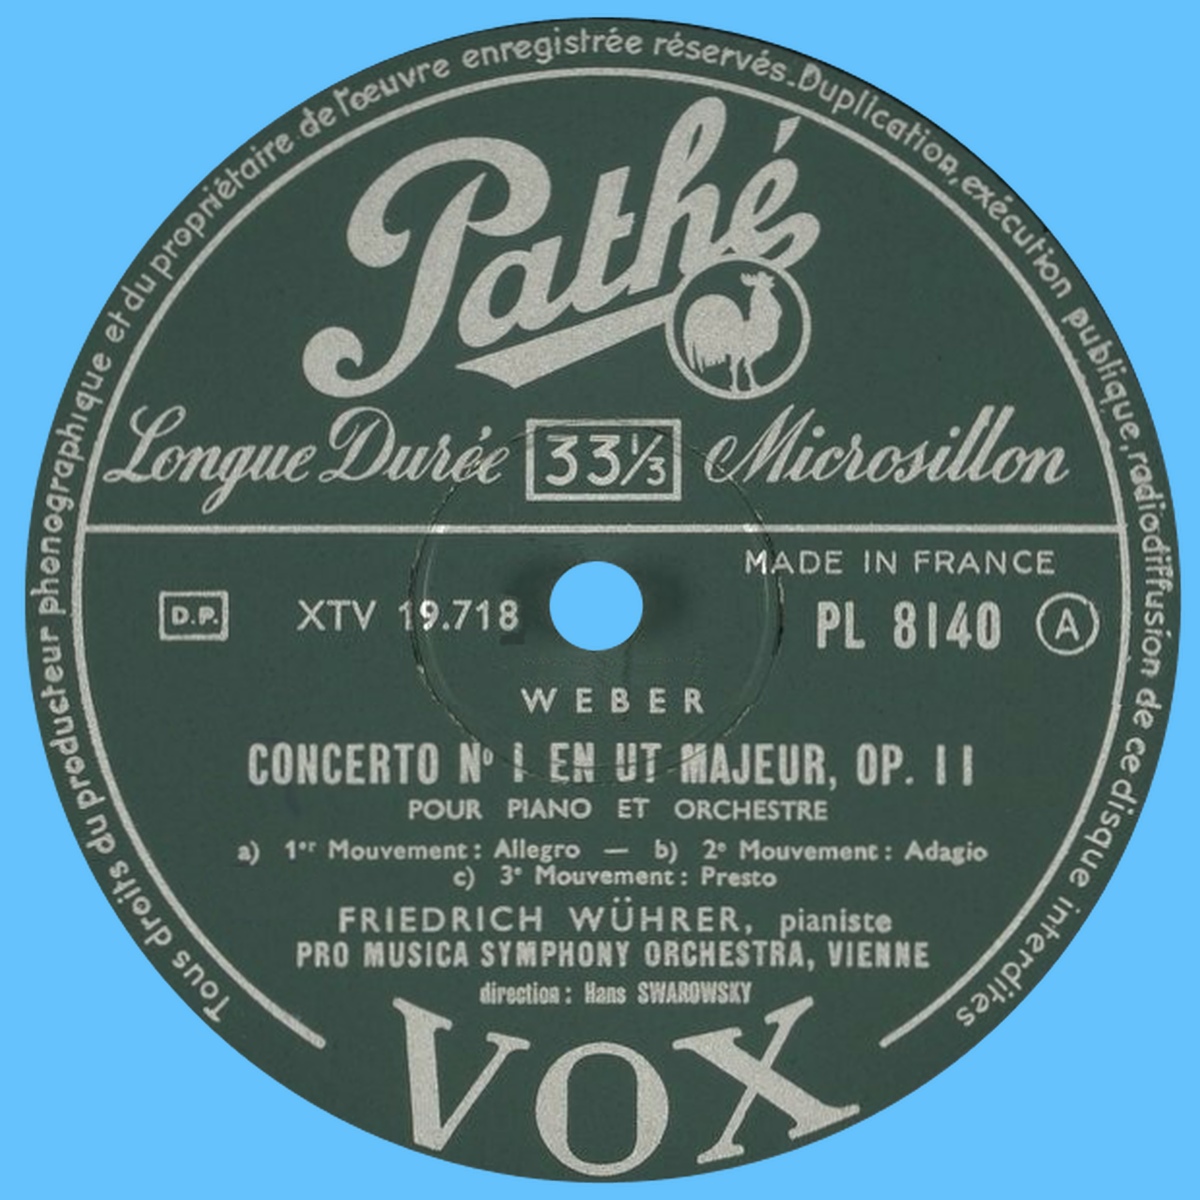 Tous droits du producteur phonographique et du propriétaire de l'œuvre enregistrée réservés. Duplication, exécution publique, radiodiffusion de ce disque interdites
Pathé
Longue Durée 33⅓ Microsillon
MADE IN FRANCE
D.P. XTV 19.718 PL 8140 A
WEBER
CONCERTO Nº 1 EN UT MAJEUR, OP. 11
POUR PIANO ET ORCHESTRE
a) 1er Mouvement : Allegro — b) 2e Mouvement : Adagio
c) 3e Mouvement : Presto
FRIEDRICH WÜHRER, pianiste
PRO MUSICA SYMPHONY ORCHESTRA, VIENNE
direction : Hans SWAROWSKY
VOX